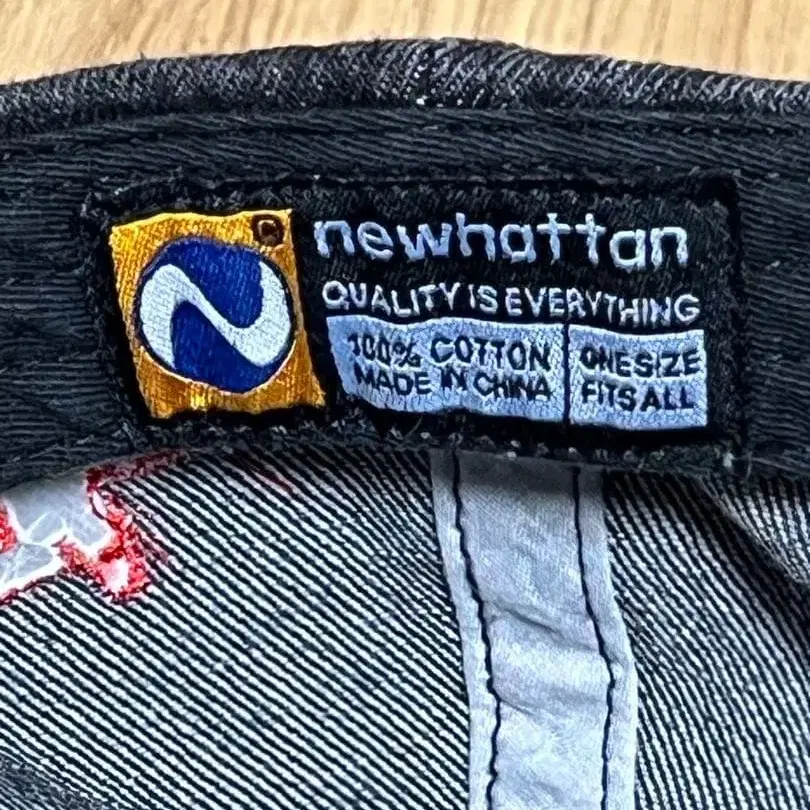 C
newhattan
QUALITY IS EVERYTHING
100% COTTON
MADE IN CHINA
ONE SIZE
FITS ALL